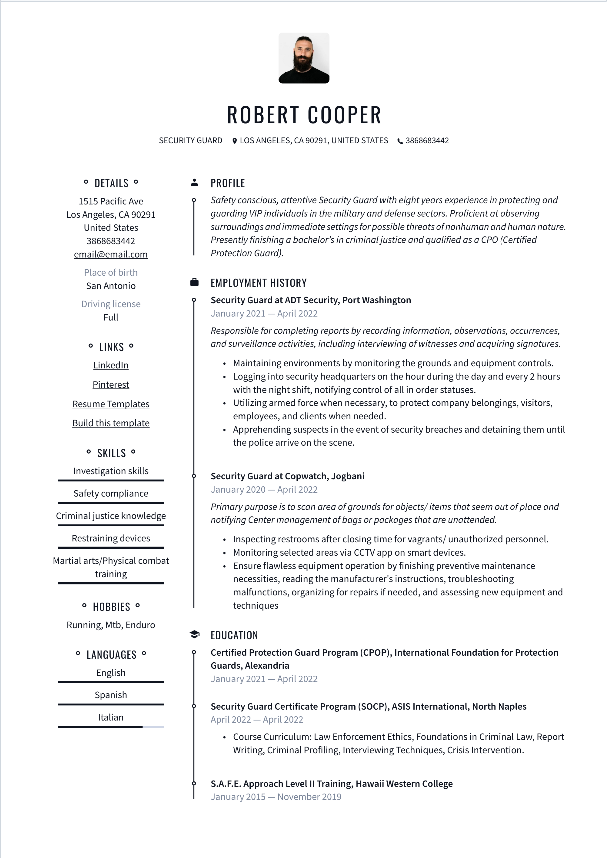 ROBERT COOPER
SECURITY GUARD LOS ANGELES, CA 90291, UNITED STATES 3868683442
DETAILS
1515 Pacific Ave
Los Angeles, CA 90291
United States
3868683442
email@email.com
Place of birth
San Antonio
Driving license
Full
LINKS
LinkedIn
Pinterest
Resume Templates
Build this template
SKILLS
Investigation skills
Safety compliance
Criminal justice knowledge
Restraining devices
Martial arts/Physical combat
training
HOBBIES
Running, Mtb, Enduro
LANGUAGES
English
Spanish
Italian
PROFILE
Safety conscious, attentive Security Guard with eight years experience in protecting and
guarding VIP individuals in the military and defense sectors. Proficient at observing
surroundings and immediate settings for possible threats of nonhuman and human nature.
Presently finishing a bachelor's in criminal justice and qualified as a CPO (Certified
Protection Guard).
EMPLOYMENT HISTORY
Security Guard at ADT Security, Port Washington
January 2021 — April 2022
Responsible for completing reports by recording information, observations, occurrences,
and surveillance activities, including interviewing of witnesses and acquiring signatures.
• Maintaining environments by monitoring the grounds and equipment controls.
• Logging into security headquarters on the hour during the day and every 2 hours
with the night shift, notifying control of all in order statuses.
• Utilizing armed force when necessary, to protect company belongings, visitors,
employees, and clients when needed.
• Apprehending suspects in the event of security breaches and detaining them until
the police arrive on the scene.
Security Guard at Copwatch, Jogbani
January 2020 — April 2022
Primary purpose is to scan area of grounds for objects/ items that seem out of place and
notifying Center management of bags or packages that are unattended.
• Inspecting restrooms after closing time for vagrants/ unauthorized personnel.
• Monitoring selected areas via CCTV app on smart devices.
• Ensure flawless equipment operation by finishing preventive maintenance
necessities, reading the manufacturer's instructions, troubleshooting
malfunctions, organizing for repairs if needed, and assessing new equipment and
techniques
EDUCATION
Certified Protection Guard Program (CPOP), International Foundation for Protection
Guards, Alexandria
January 2021 — April 2022
Security Guard Certificate Program (SOCP), ASIS International, North Naples
April 2022 — April 2022
• Course Curriculum: Law Enforcement Ethics, Foundations in Criminal Law, Report
Writing, Criminal Profiling, Interviewing Techniques, Crisis Intervention.
S.A.F.E. Approach Level II Training, Hawaii Western College
January 2015 — November 2019